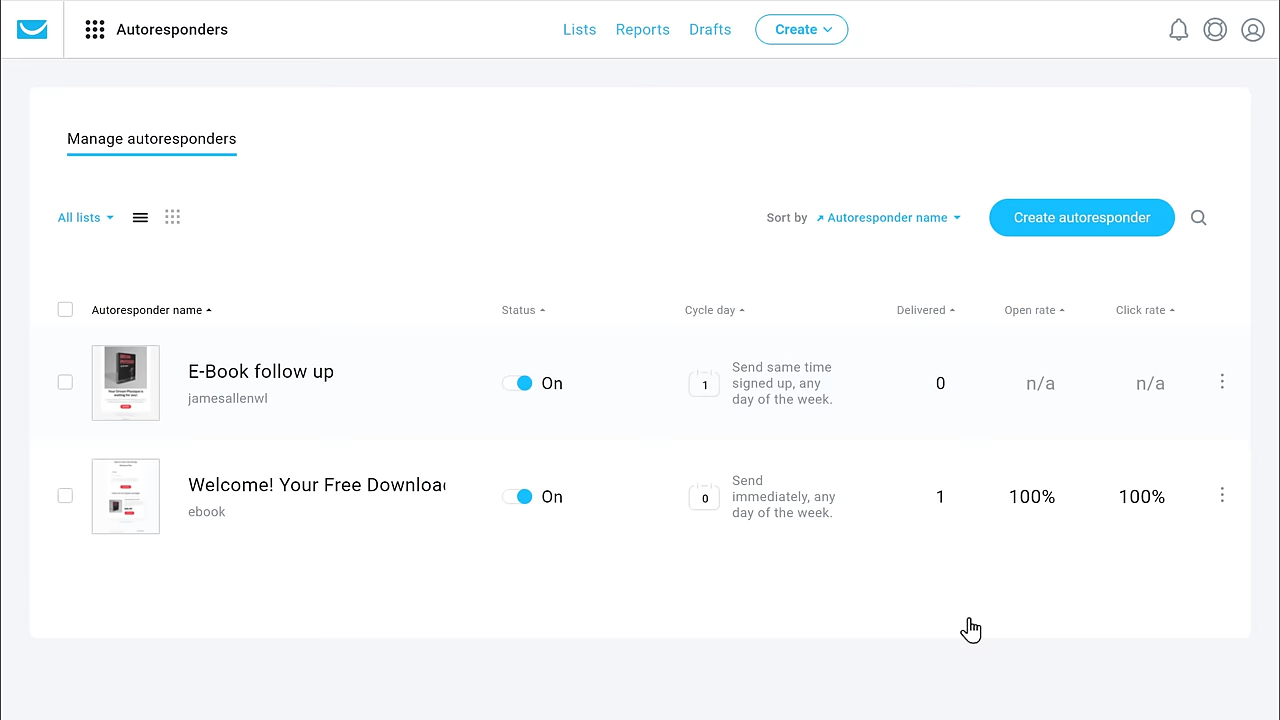 Autoresponders
Lists
Reports
Drafts
Create
Manage autoresponders
All lists
Sort by
Autoresponder name
Create autoresponder
Autoresponder name
Status
Cycle day
Delivered
Open rate
Click rate
E-Book follow up
jamesallenwl
On
1
Send same time
signed up, any
day of the week.
0
n/a
n/a
Welcome! Your Free Downloa
ebook
On
0
Send
immediately, any
day of the week.
1
100%
100%